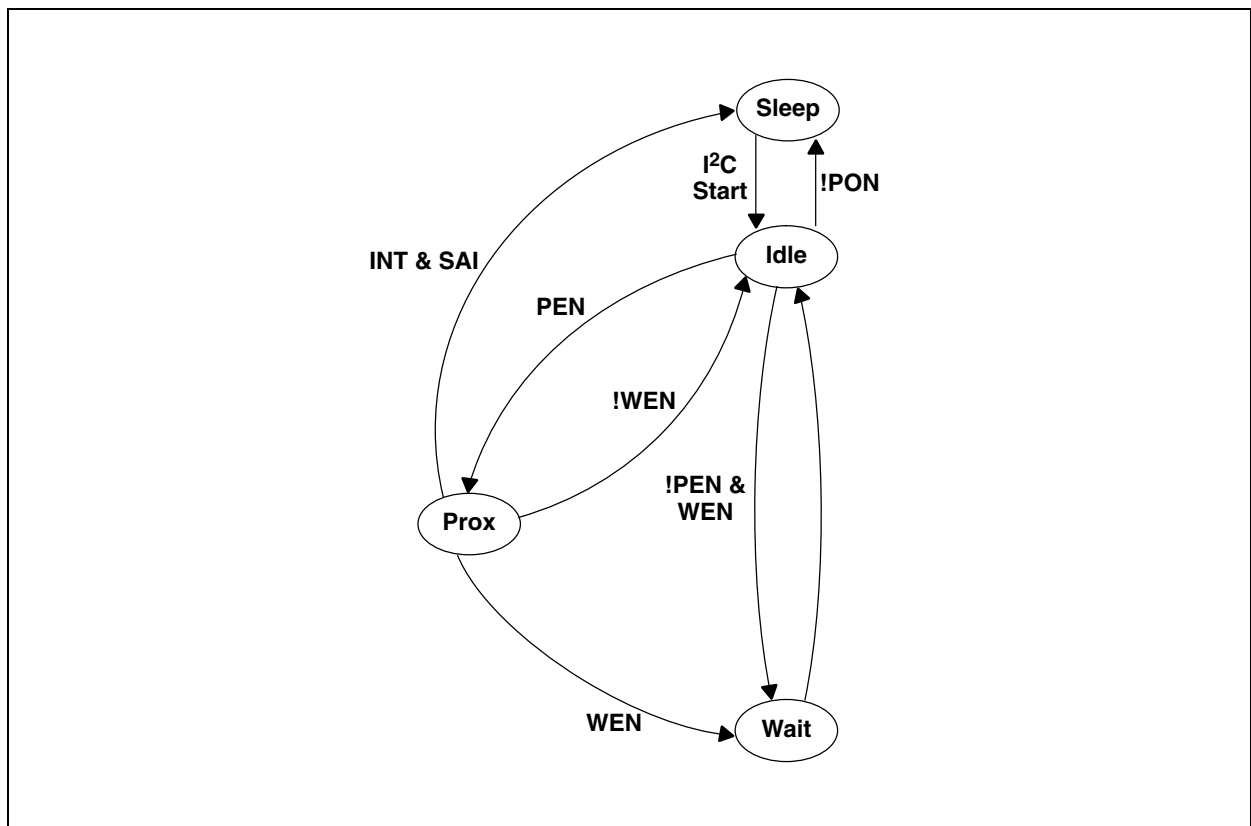 Sleep
I²C
Start
!PON
Idle
INT & SAI
PEN
!WEN
!PEN &
WEN
Prox
WEN
Wait